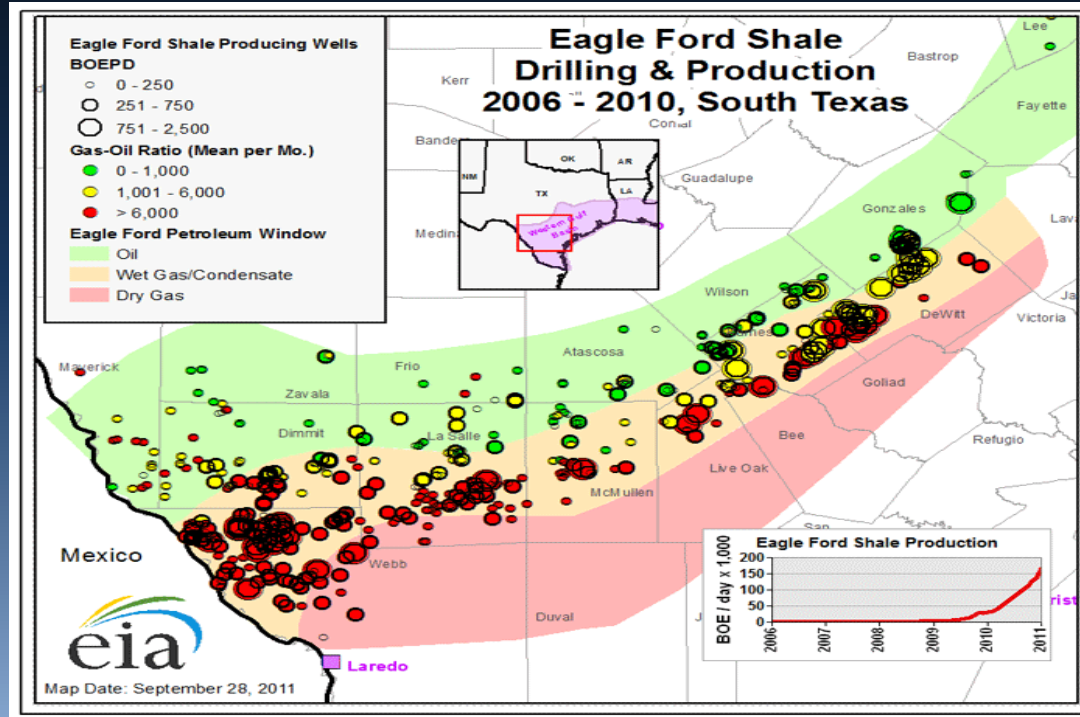 Eagle Ford Shale
Drilling & Production
2006 - 2010, South Texas
Eagle Ford Shale Producing Wells
BOEPD
0 - 250
251 - 750
751 - 2,500
Gas-Oil Ratio (Mean per Mo.)
0 - 1,000
1,001 - 6,000
> 6,000
Eagle Ford Petroleum Window
Oil
Wet Gas/Condensate
Dry Gas
NM
OK
AR
TX
LA
Lee
Bastrop
Fayette
Kerr
Guadalupe
Gonzales
Wilson
DeWitt
Victoria
Atascosa
Goliad
Maverick
Frio
Zavala
Dimmit
La Salle
Bee
Refugio
Live Oak
McMullen
San
Mexico
Webb
Duval
Laredo
eia
Map Date: September 28, 2011
Eagle Ford Shale Production
BOE / day x 1,000
200
150
100
50
0
2006
2007
2008
2009
2010
2011